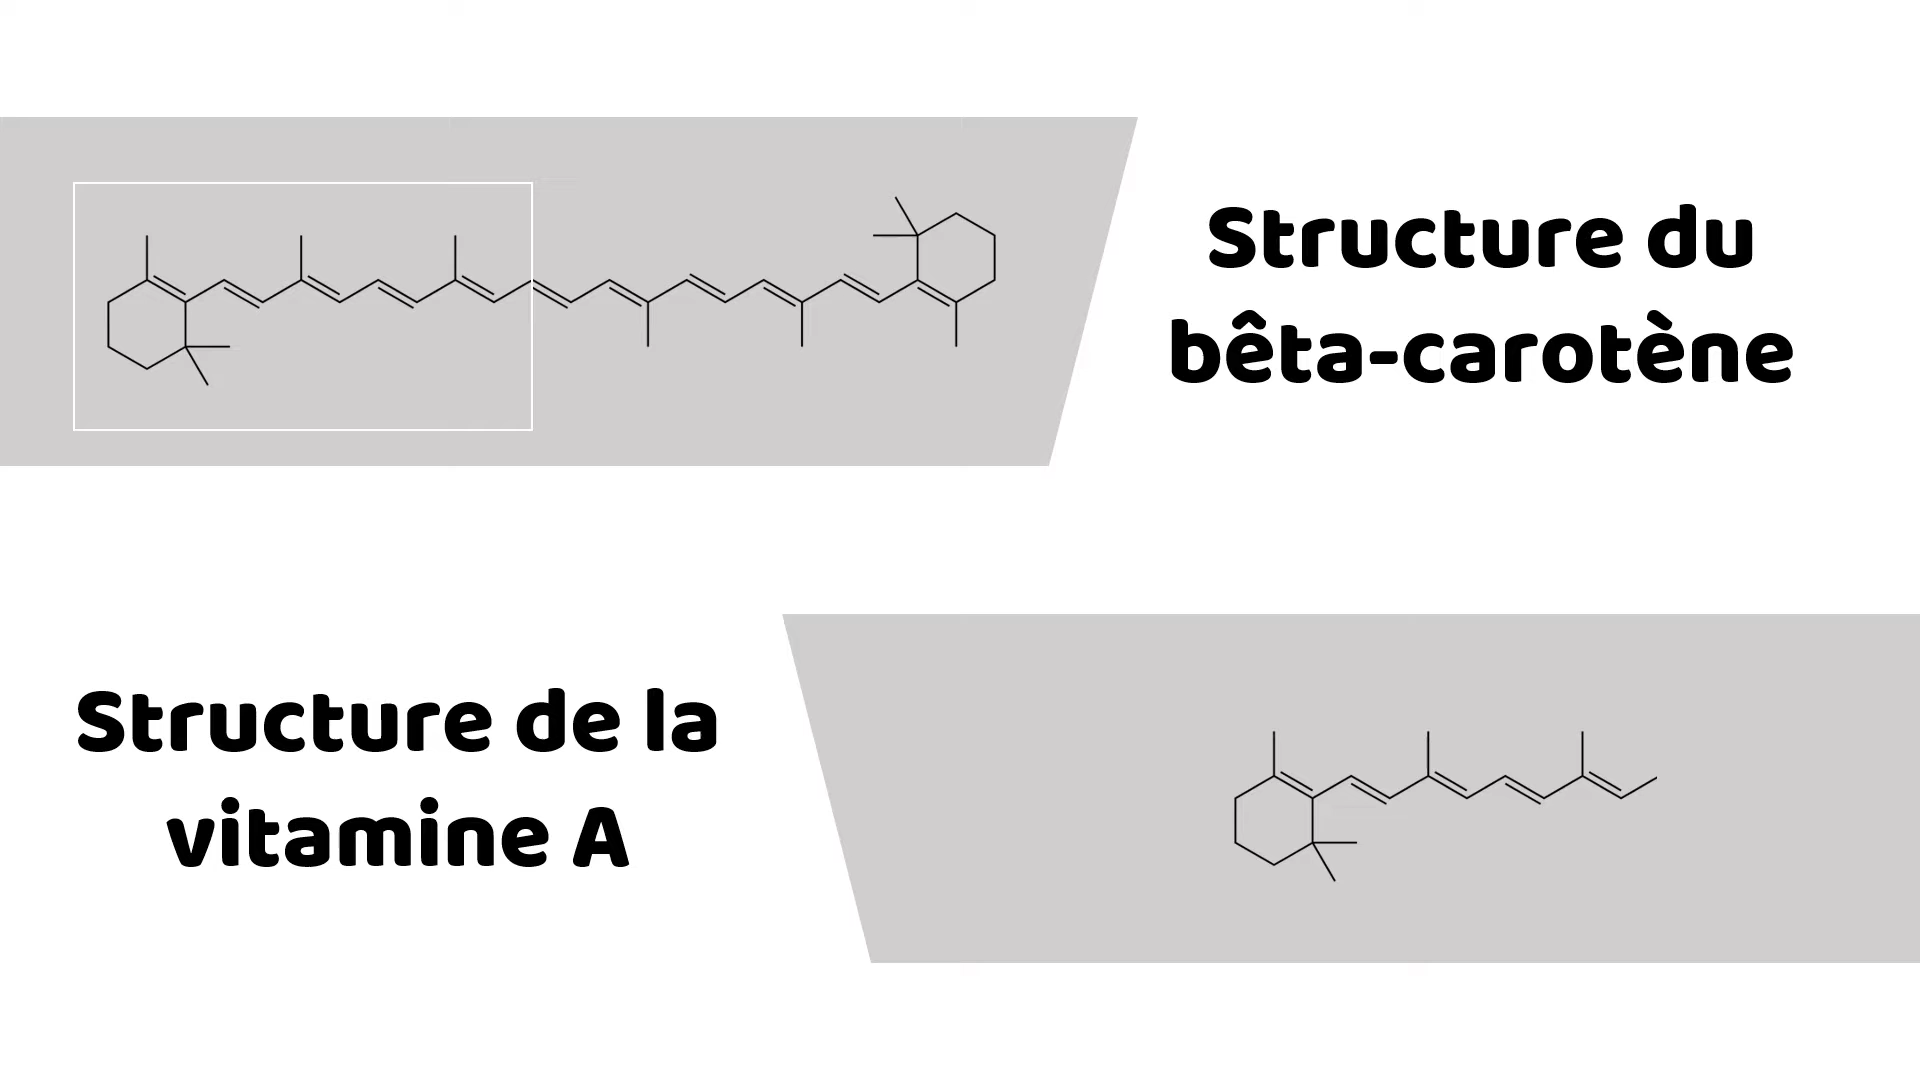 Structure du
bêta-carotène
Structure de la
vitamine A